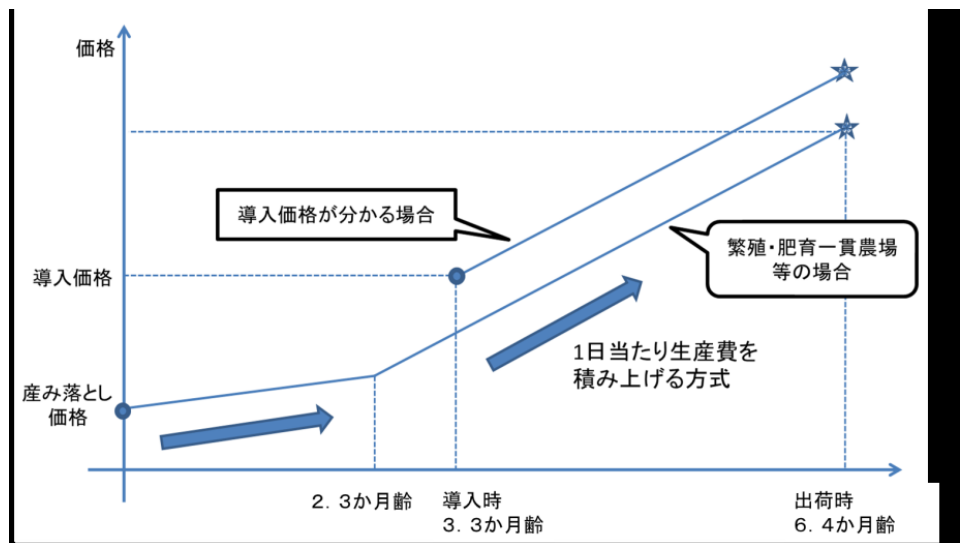 価格
導入価格が分かる場合
繁殖・肥育一貫農場
等の場合
導入価格
1日当たり生産費を
積み上げる方式
産み落とし
価格
2．3か月齢
導入時
3．3か月齢
出荷時
6．4か月齢